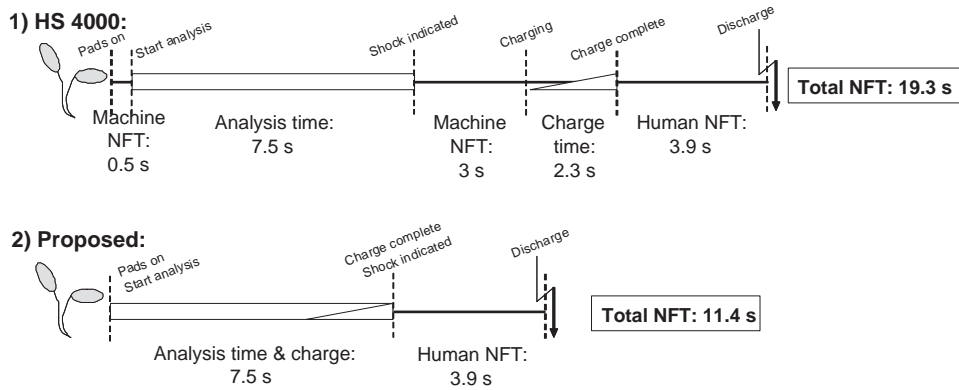 1) HS 4000:
Pads on
Start analysis
Shock indicated
Charging
Charge complete
Discharge
Total NFT: 19.3 s
Machine
NFT:
0.5 s
Analysis time:
7.5 s
Machine
NFT:
3 s
Charge
time:
2.3 s
Human NFT:
3.9 s
2) Proposed:
Pads on
Start analysis
Charge complete
Shock indicated
Discharge
Total NFT: 11.4 s
Analysis time & charge:
7.5 s
Human NFT:
3.9 s